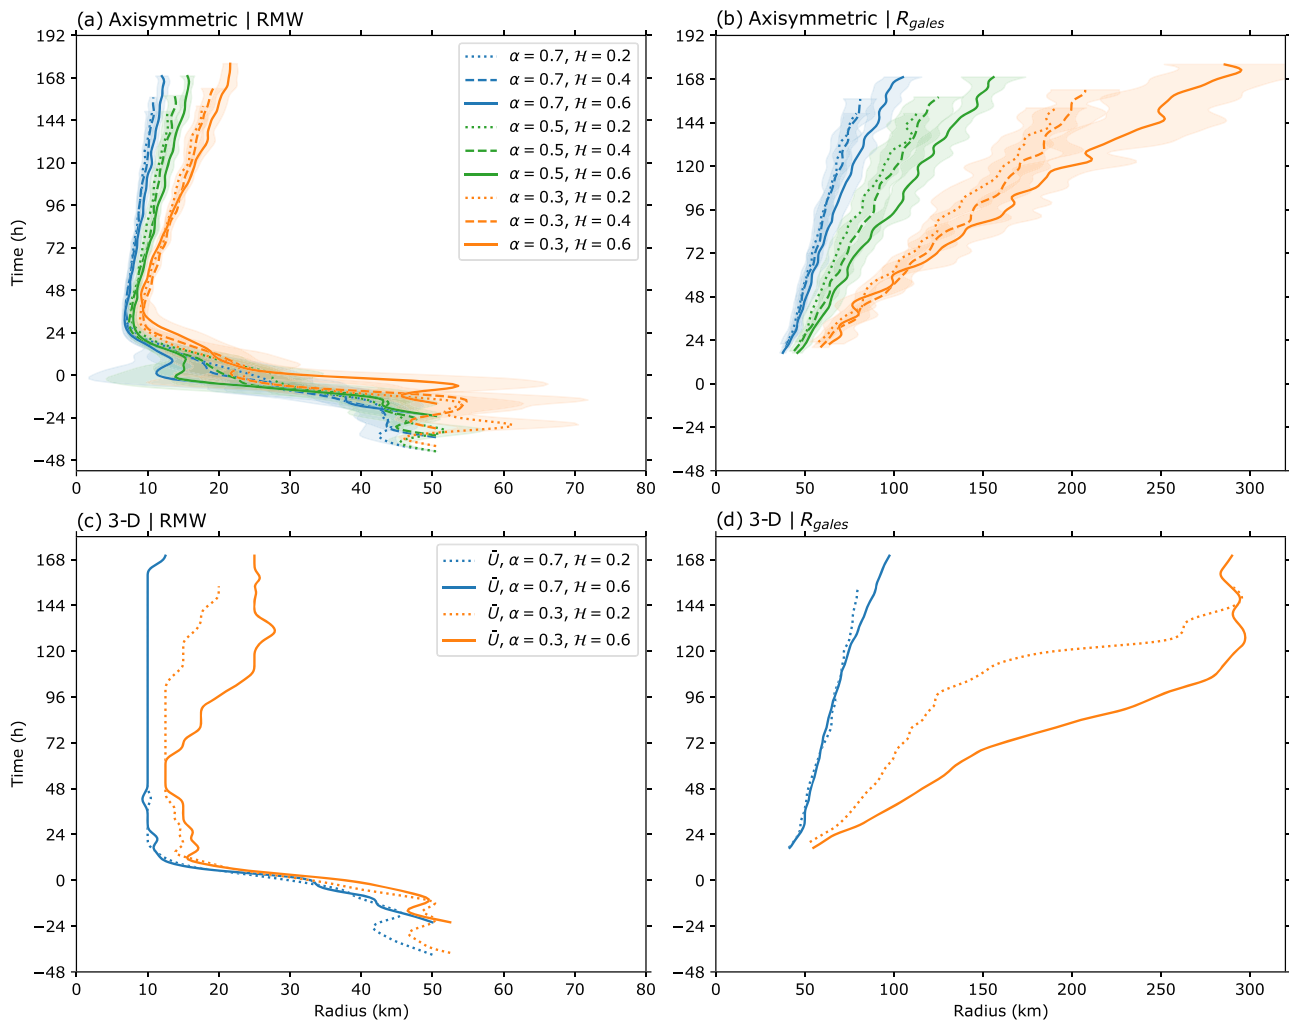 (a) Axisymmetric | RMW
192
168
144
120
96
72
48
24
0
−24
−48
Time (h)
α = 0.7, ℋ = 0.2
α = 0.7, ℋ = 0.4
α = 0.7, ℋ = 0.6
α = 0.5, ℋ = 0.2
α = 0.5, ℋ = 0.4
α = 0.5, ℋ = 0.6
α = 0.3, ℋ = 0.2
α = 0.3, ℋ = 0.4
α = 0.3, ℋ = 0.6
0 10 20 30 40 50 60 70 80
(b) Axisymmetric | R_gales
192
168
144
120
96
72
48
24
0
−24
−48
0 50 100 150 200 250 300
(c) 3-D | RMW
168
144
120
96
72
48
24
0
−24
−48
Time (h)
Ū, α = 0.7, ℋ = 0.2
Ū, α = 0.7, ℋ = 0.6
Ū, α = 0.3, ℋ = 0.2
Ū, α = 0.3, ℋ = 0.6
0 10 20 30 40 50 60 70 80
Radius (km)
(d) 3-D | R_gales
168
144
120
96
72
48
24
0
−24
−48
0 50 100 150 200 250 300
Radius (km)